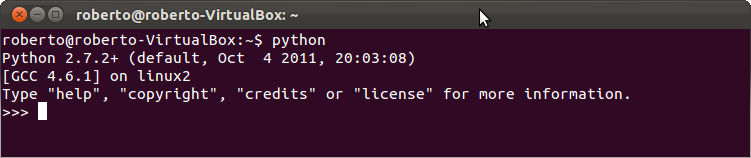 roberto@roberto-VirtualBox: ~
roberto@roberto-VirtualBox:~$ python
Python 2.7.2+ (default, Oct  4 2011, 20:03:08)
[GCC 4.6.1] on linux2
Type "help", "copyright", "credits" or "license" for more information.
>>>